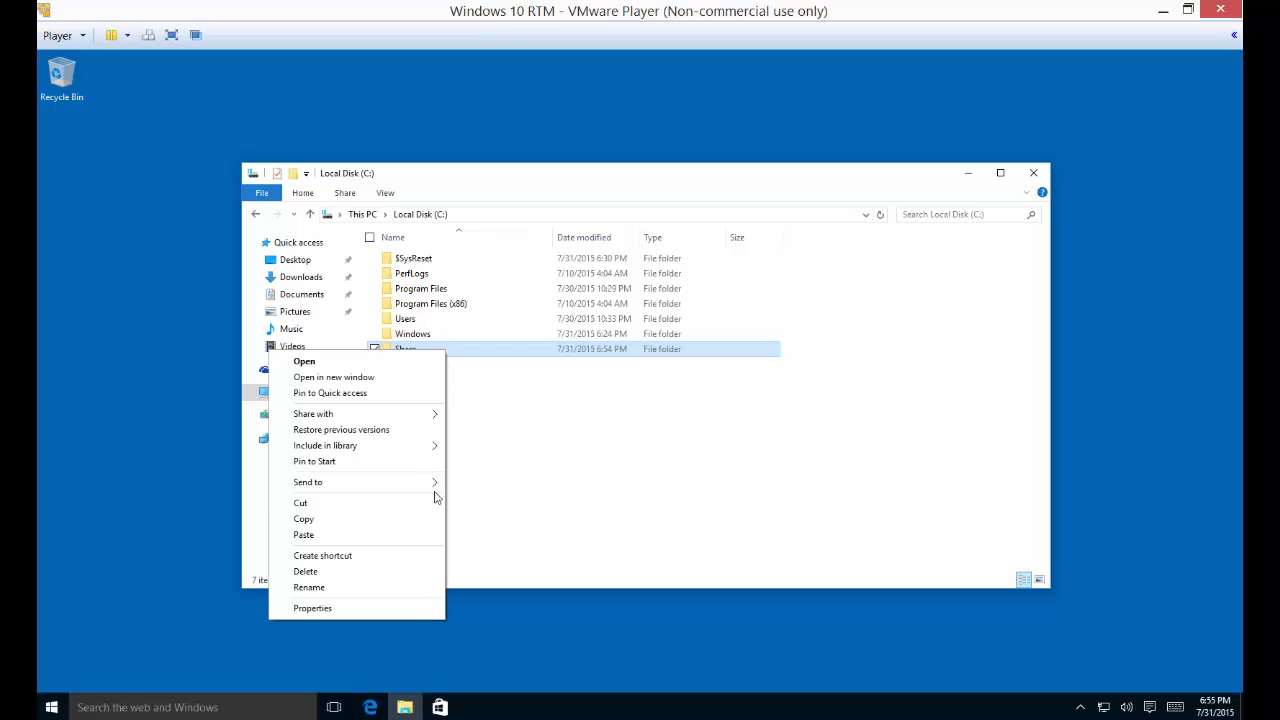 Windows 10 RTM - VMware Player (Non-commercial use only)
Player
Recycle Bin
Local Disk (C:)
File Home Share View
This PC Local Disk (C:) Search Local Disk (C:)
Name Date modified Type Size
Quick access
Desktop
Downloads
Documents
Pictures
Music
Videos
$SysReset 7/31/2015 6:30 PM File folder
PerfLogs 7/10/2015 4:04 AM File folder
Program Files 7/30/2015 10:29 PM File folder
Program Files (x86) 7/10/2015 4:04 AM File folder
Users 7/30/2015 10:33 PM File folder
Windows 7/31/2015 6:24 PM File folder
Share 7/31/2015 6:54 PM File folder
Open
Open in new window
Pin to Quick access
Share with
Restore previous versions
Include in library
Pin to Start
Send to
Cut
Copy
Paste
Create shortcut
Delete
Rename
Properties
7 ite
Search the web and Windows
6:55 PM
7/31/2015